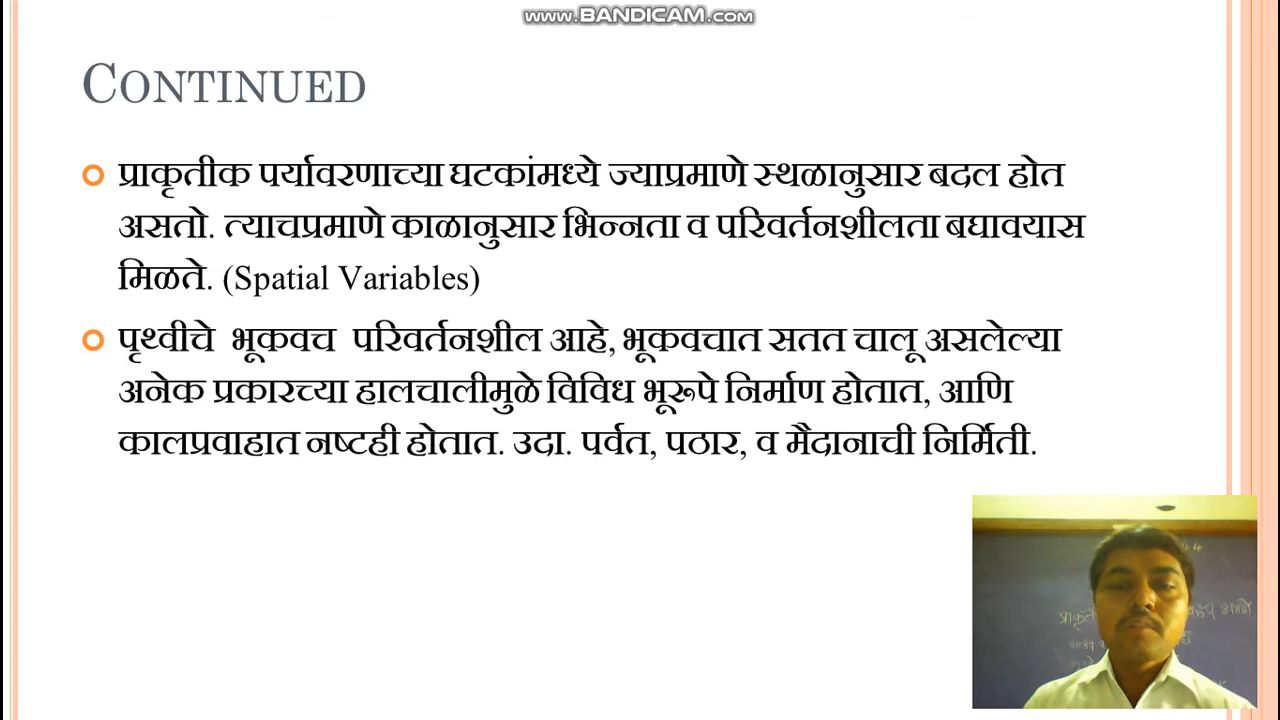 www.BANDICAM.com
CONTINUED
प्राकृतीक पर्यावरणाच्या घटकांमध्ये ज्याप्रमाणे स्थळानुसार बदल होत
असतो. त्याचप्रमाणे काळानुसार भिन्नता व परिवर्तनशीलता बघावयास
मिळते. (Spatial Variables)
पृथ्वीचे भूकवच परिवर्तनशील आहे, भूकवचात सतत चालू असलेल्या
अनेक प्रकारच्या हालचालीमुळे विविध भूरूपे निर्माण होतात, आणि
कालप्रवाहात नष्टही होतात. उदा. पर्वत, पठार, व मैदानाची निर्मिती.